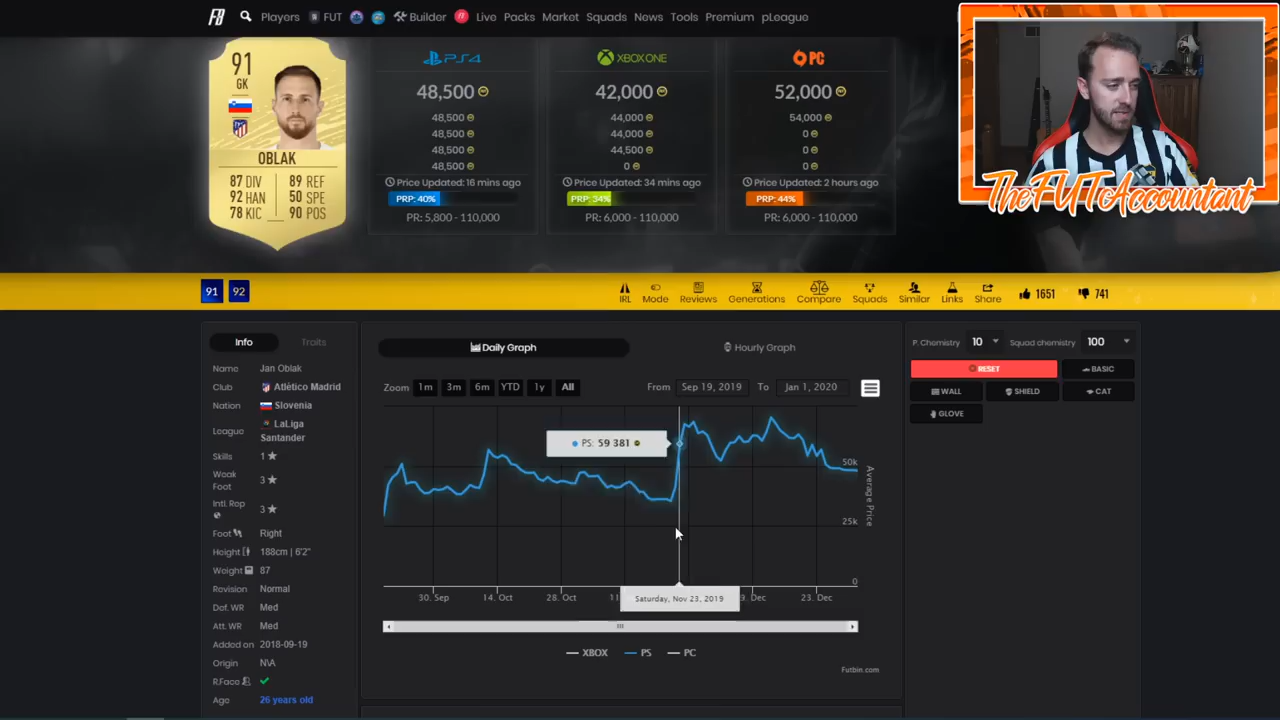 F8 Players FUT Builder Live Packs Market Squads News Tools Premium pLeague
91
GK
OBLAK
87 DIV 89 REF
92 HAN 50 SPE
78 KIC 90 POS
PS4
48,500
48,500
48,500
48,500
48,500
Price Updated: 16 mins ago
PRP: 40%
PR: 5,800 - 110,000
XBOX ONE
42,000
44,000
44,000
44,500
0
Price Updated: 34 mins ago
PRP: 34%
PR: 6,000 - 110,000
PC
52,000
54,000
0
0
0
Price Updated: 2 hours ago
PRP: 44%
PR: 6,000 - 110,000
TheFUTAccountant
91 92
IRL Mode Reviews Generations Compare Squads Similar Links Share 1651 741
Info Traits
Name Jan Oblak
Club Atlético Madrid
Nation Slovenia
League LaLiga
Santander
Skills 1
Weak
Foot 3
Intl. Rep 3
Foot Right
Height 188cm | 6'2"
Weight 87
Revision Normal
Def. WR Med
Att. WR Med
Added on 2018-09-19
Origin N\A
R.Face
Age 26 years old
Daily Graph Hourly Graph
Zoom 1m 3m 6m YTD 1y All From Sep 19, 2019 To Jan 1, 2020
PS: 59 381
50k
25k
0
Average Price
30. Sep 14. Oct 28. Oct 11 9. Dec 23. Dec
Saturday, Nov 23, 2019
XBOX PS PC
Futbin.com
P. Chemistry 10 Squad chemistry 100
RESET BASIC
WALL SHIELD CAT
GLOVE